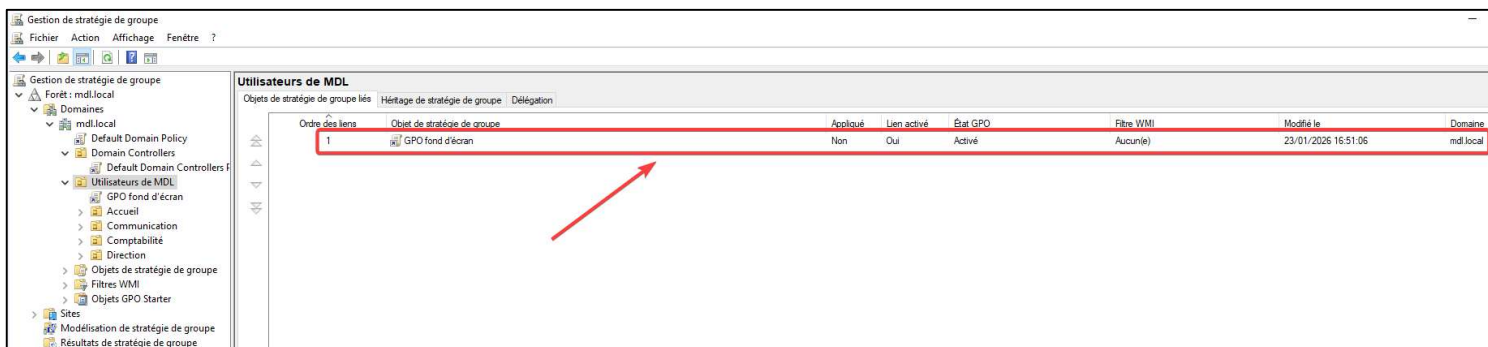 Gestion de stratégie de groupe
Fichier Action Affichage Fenêtre ?
Gestion de stratégie de groupe
Forêt : mdl.local
Domaines
mdl.local
Default Domain Policy
Domain Controllers
Default Domain Controllers P
Utilisateurs de MDL
GPO fond d'écran
Accueil
Communication
Comptabilité
Direction
Objets de stratégie de groupe
Filtres WMI
Objets GPO Starter
Sites
Modélisation de stratégie de groupe
Résultats de stratégie de groupe
Utilisateurs de MDL
Objets de stratégie de groupe liés Héritage de stratégie de groupe Délégation
Ordre des liens Objet de stratégie de groupe Appliqué Lien activé État GPO Filtre WMI Modifié le Domaine
1 GPO fond d'écran Non Oui Activé Aucun(e) 23/01/2026 16:51:06 mdl.local